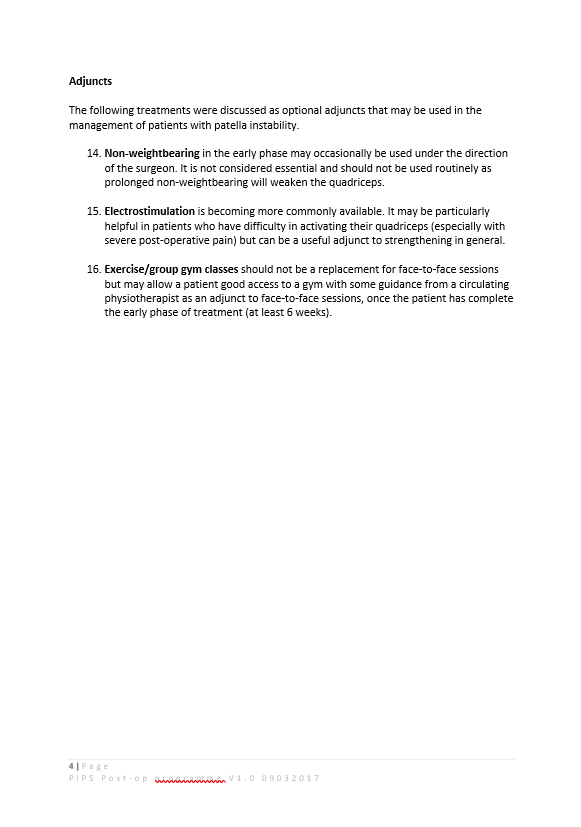 Adjuncts
The following treatments were discussed as optional adjuncts that may be used in the
management of patients with patella instability.
14. Non-weightbearing in the early phase may occasionally be used under the direction
of the surgeon. It is not considered essential and should not be used routinely as
prolonged non-weightbearing will weaken the quadriceps.
15. Electrostimulation is becoming more commonly available. It may be particularly
helpful in patients who have difficulty in activating their quadriceps (especially with
severe post-operative pain) but can be a useful adjunct to strengthening in general.
16. Exercise/group gym classes should not be a replacement for face-to-face sessions
but may allow a patient good access to a gym with some guidance from a circulating
physiotherapist as an adjunct to face-to-face sessions, once the patient has complete
the early phase of treatment (at least 6 weeks).
4 | Page
PIPS Post-op programme V1.0 09032017